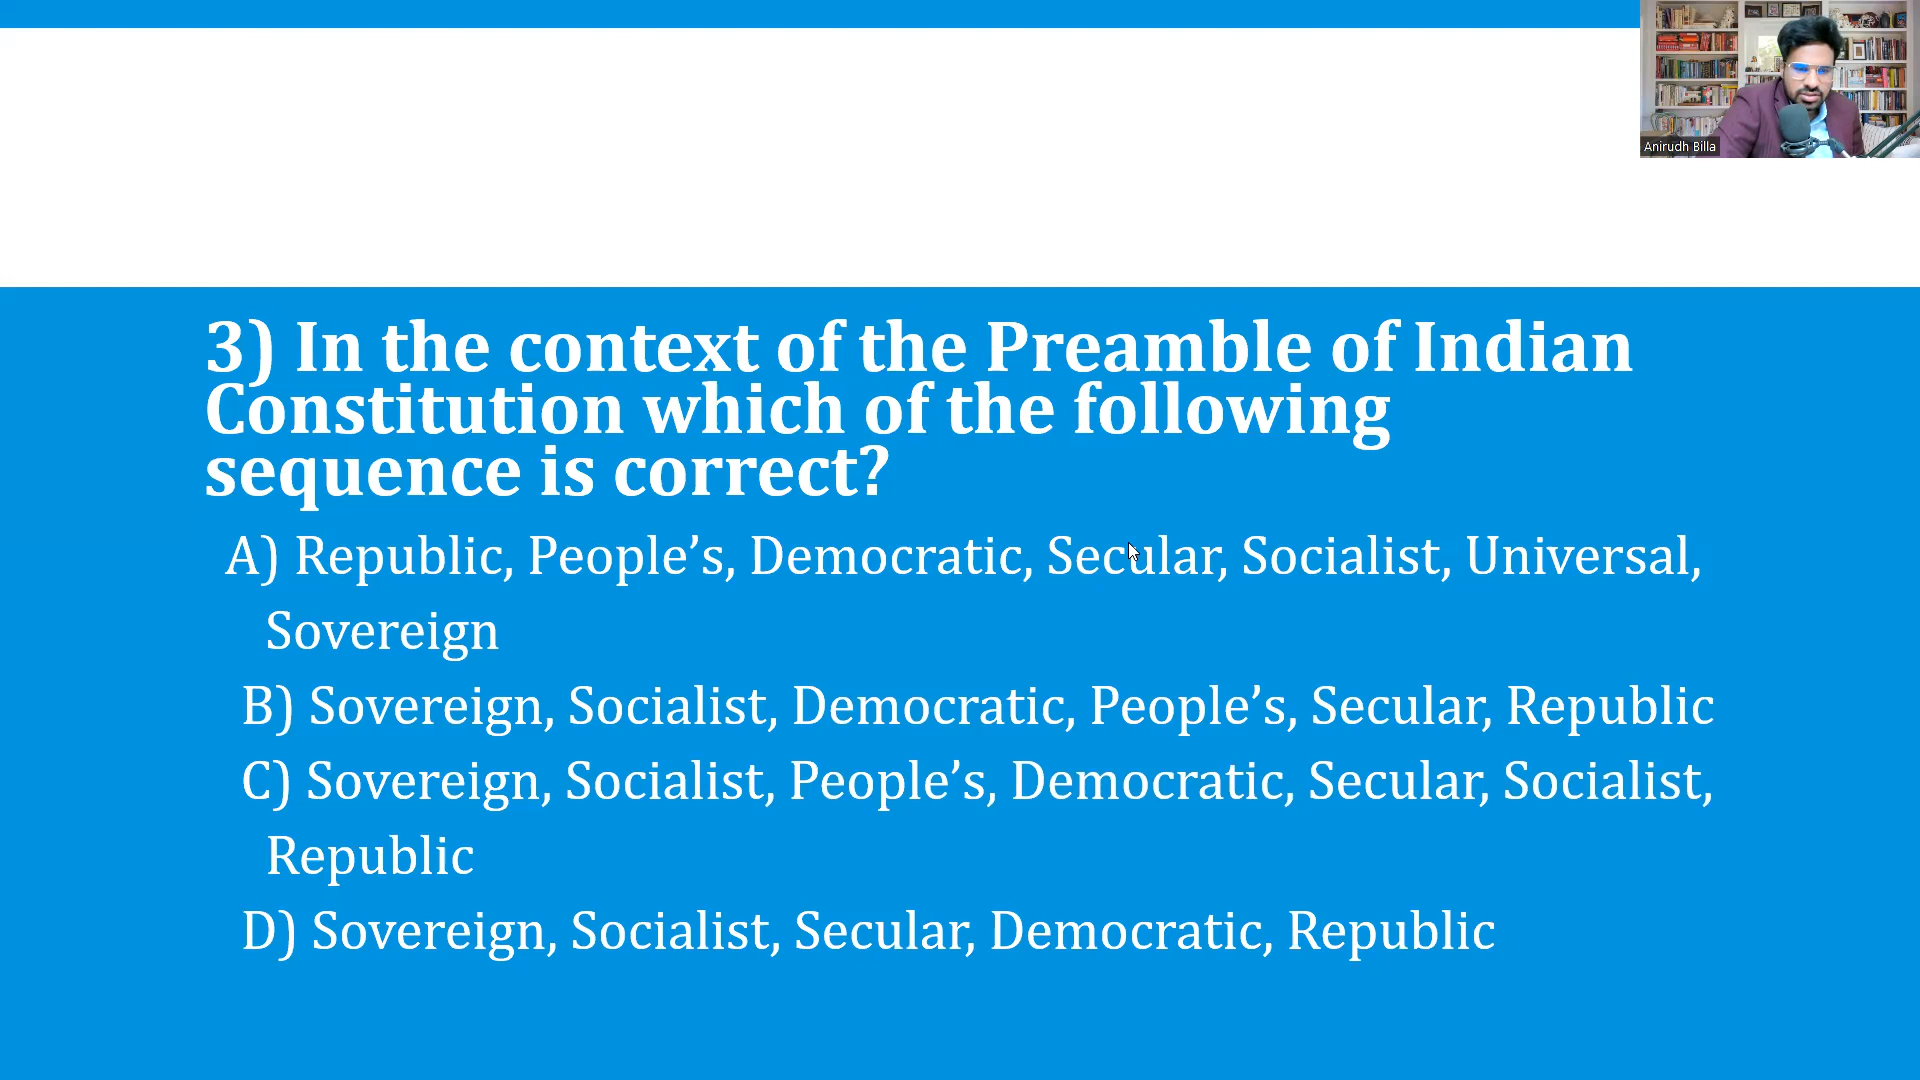 Anirudh Billa
3) In the context of the Preamble of Indian
Constitution which of the following
sequence is correct?
A) Republic, People’s, Democratic, Secular, Socialist, Universal,
Sovereign
B) Sovereign, Socialist, Democratic, People’s, Secular, Republic
C) Sovereign, Socialist, People’s, Democratic, Secular, Socialist,
Republic
D) Sovereign, Socialist, Secular, Democratic, Republic